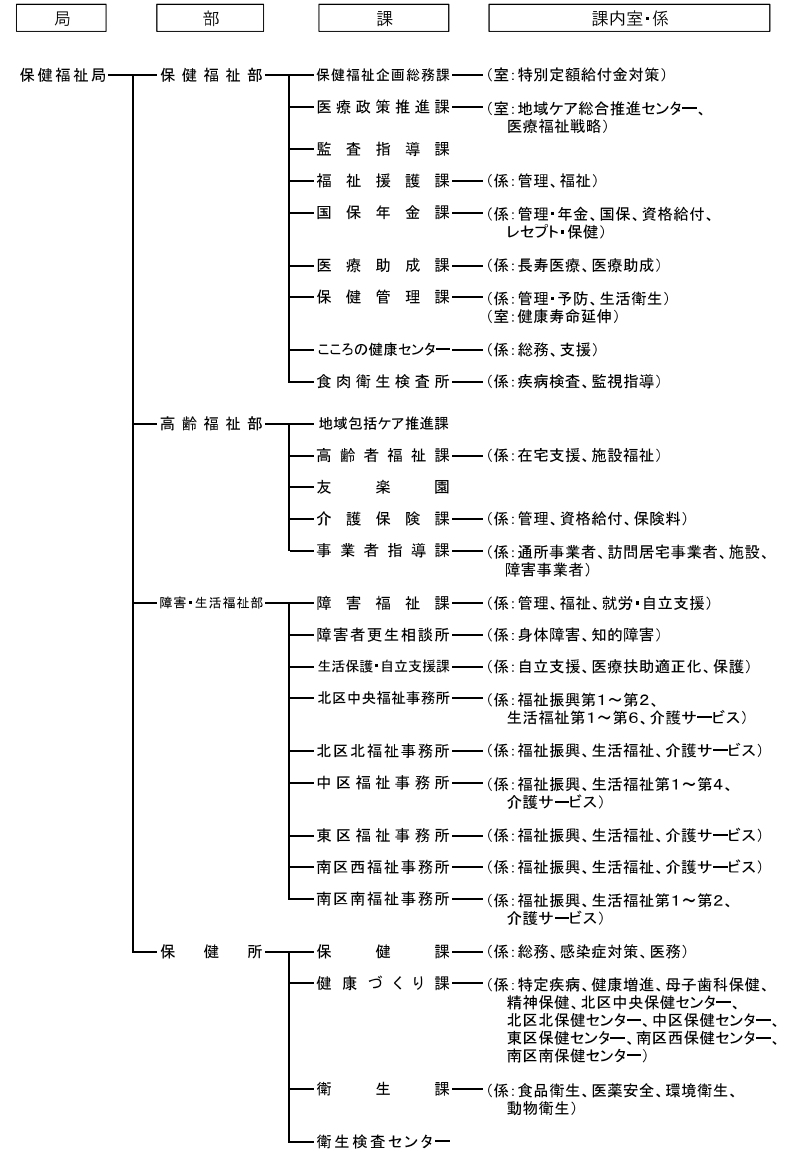 局 部 課 課内室・係
保健福祉局 保健福祉部 保健福祉企画総務課 (室:特別定額給付金対策)
医療政策推進課 (室:地域ケア総合推進センター、
医療福祉戦略)
監査指導課
福祉援護課 (係:管理、福祉)
国保年金課 (係:管理・年金、国保、資格給付、
レセプト・保健)
医療助成課 (係:長寿医療、医療助成)
保健管理課 (係:管理・予防、生活衛生)
(室:健康寿命延伸)
こころの健康センター (係:総務、支援)
食肉衛生検査所 (係:疾病検査、監視指導)
高齢福祉部 地域包括ケア推進課
高齢者福祉課 (係:在宅支援、施設福祉)
友楽園
介護保険課 (係:管理、資格給付、保険料)
事業者指導課 (係:通所事業者、訪問居宅事業者、施設、
障害事業者)
障害・生活福祉部 障害福祉課 (係:管理、福祉、就労・自立支援)
障害者更生相談所 (係:身体障害、知的障害)
生活保護・自立支援課 (係:自立支援、医療扶助適正化、保護)
北区中央福祉事務所 (係:福祉振興第1~第2、
生活福祉第1~第6、介護サービス)
北区北福祉事務所 (係:福祉振興、生活福祉、介護サービス)
中区福祉事務所 (係:福祉振興、生活福祉第1~第4、
介護サービス)
東区福祉事務所 (係:福祉振興、生活福祉、介護サービス)
南区西福祉事務所 (係:福祉振興、生活福祉、介護サービス)
南区南福祉事務所 (係:福祉振興、生活福祉第1~第2、
介護サービス)
保健所 保健課 (係:総務、感染症対策、医務)
健康づくり課 (係:特定疾病、健康増進、母子歯科保健、
精神保健、北区中央保健センター、
北区北保健センター、中区保健センター、
東区保健センター、南区西保健センター、
南区南保健センター)
衛生課 (係:食品衛生、医薬安全、環境衛生、
動物衛生)
衛生検査センター